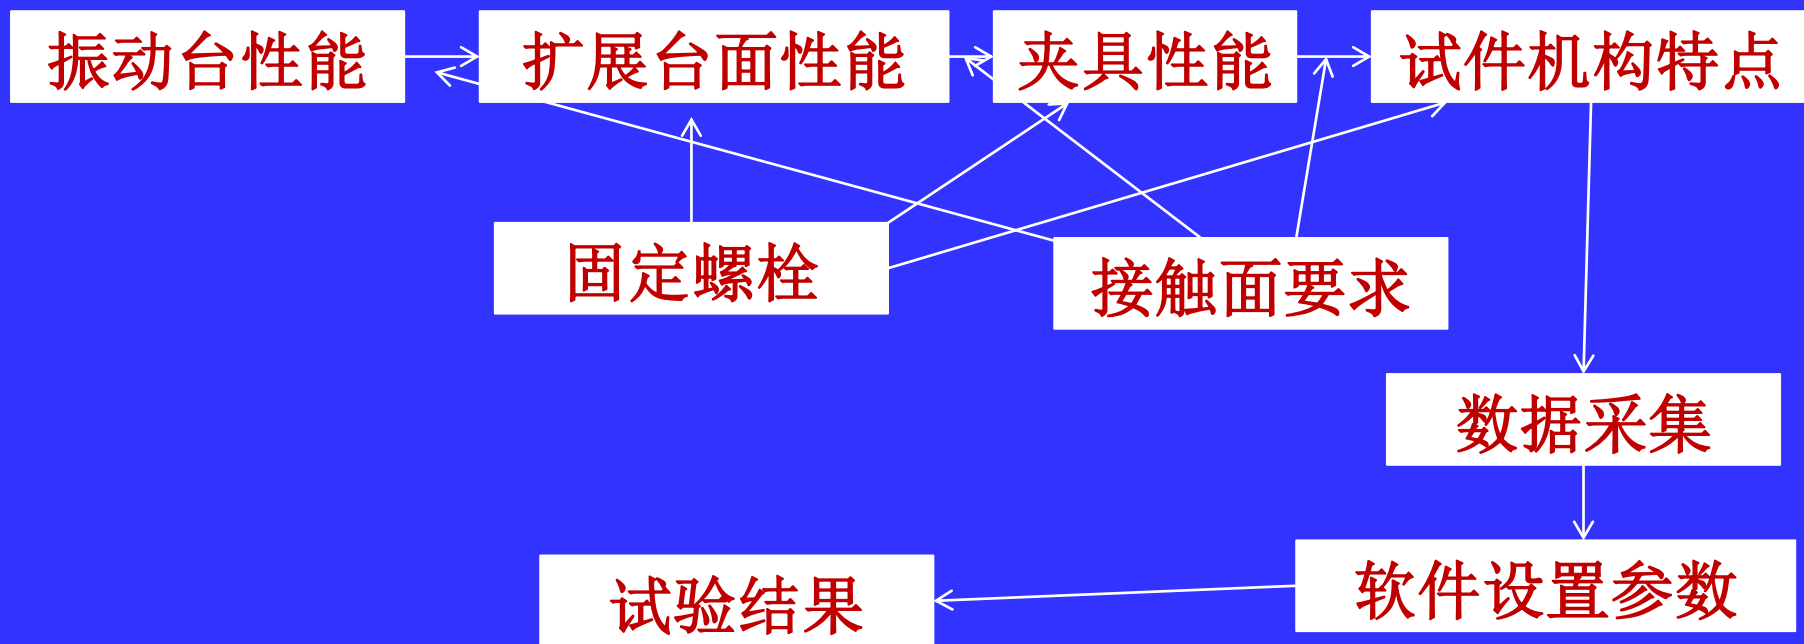 振动台性能
扩展台面性能
夹具性能
试件机构特点
固定螺栓
接触面要求
数据采集
软件设置参数
试验结果